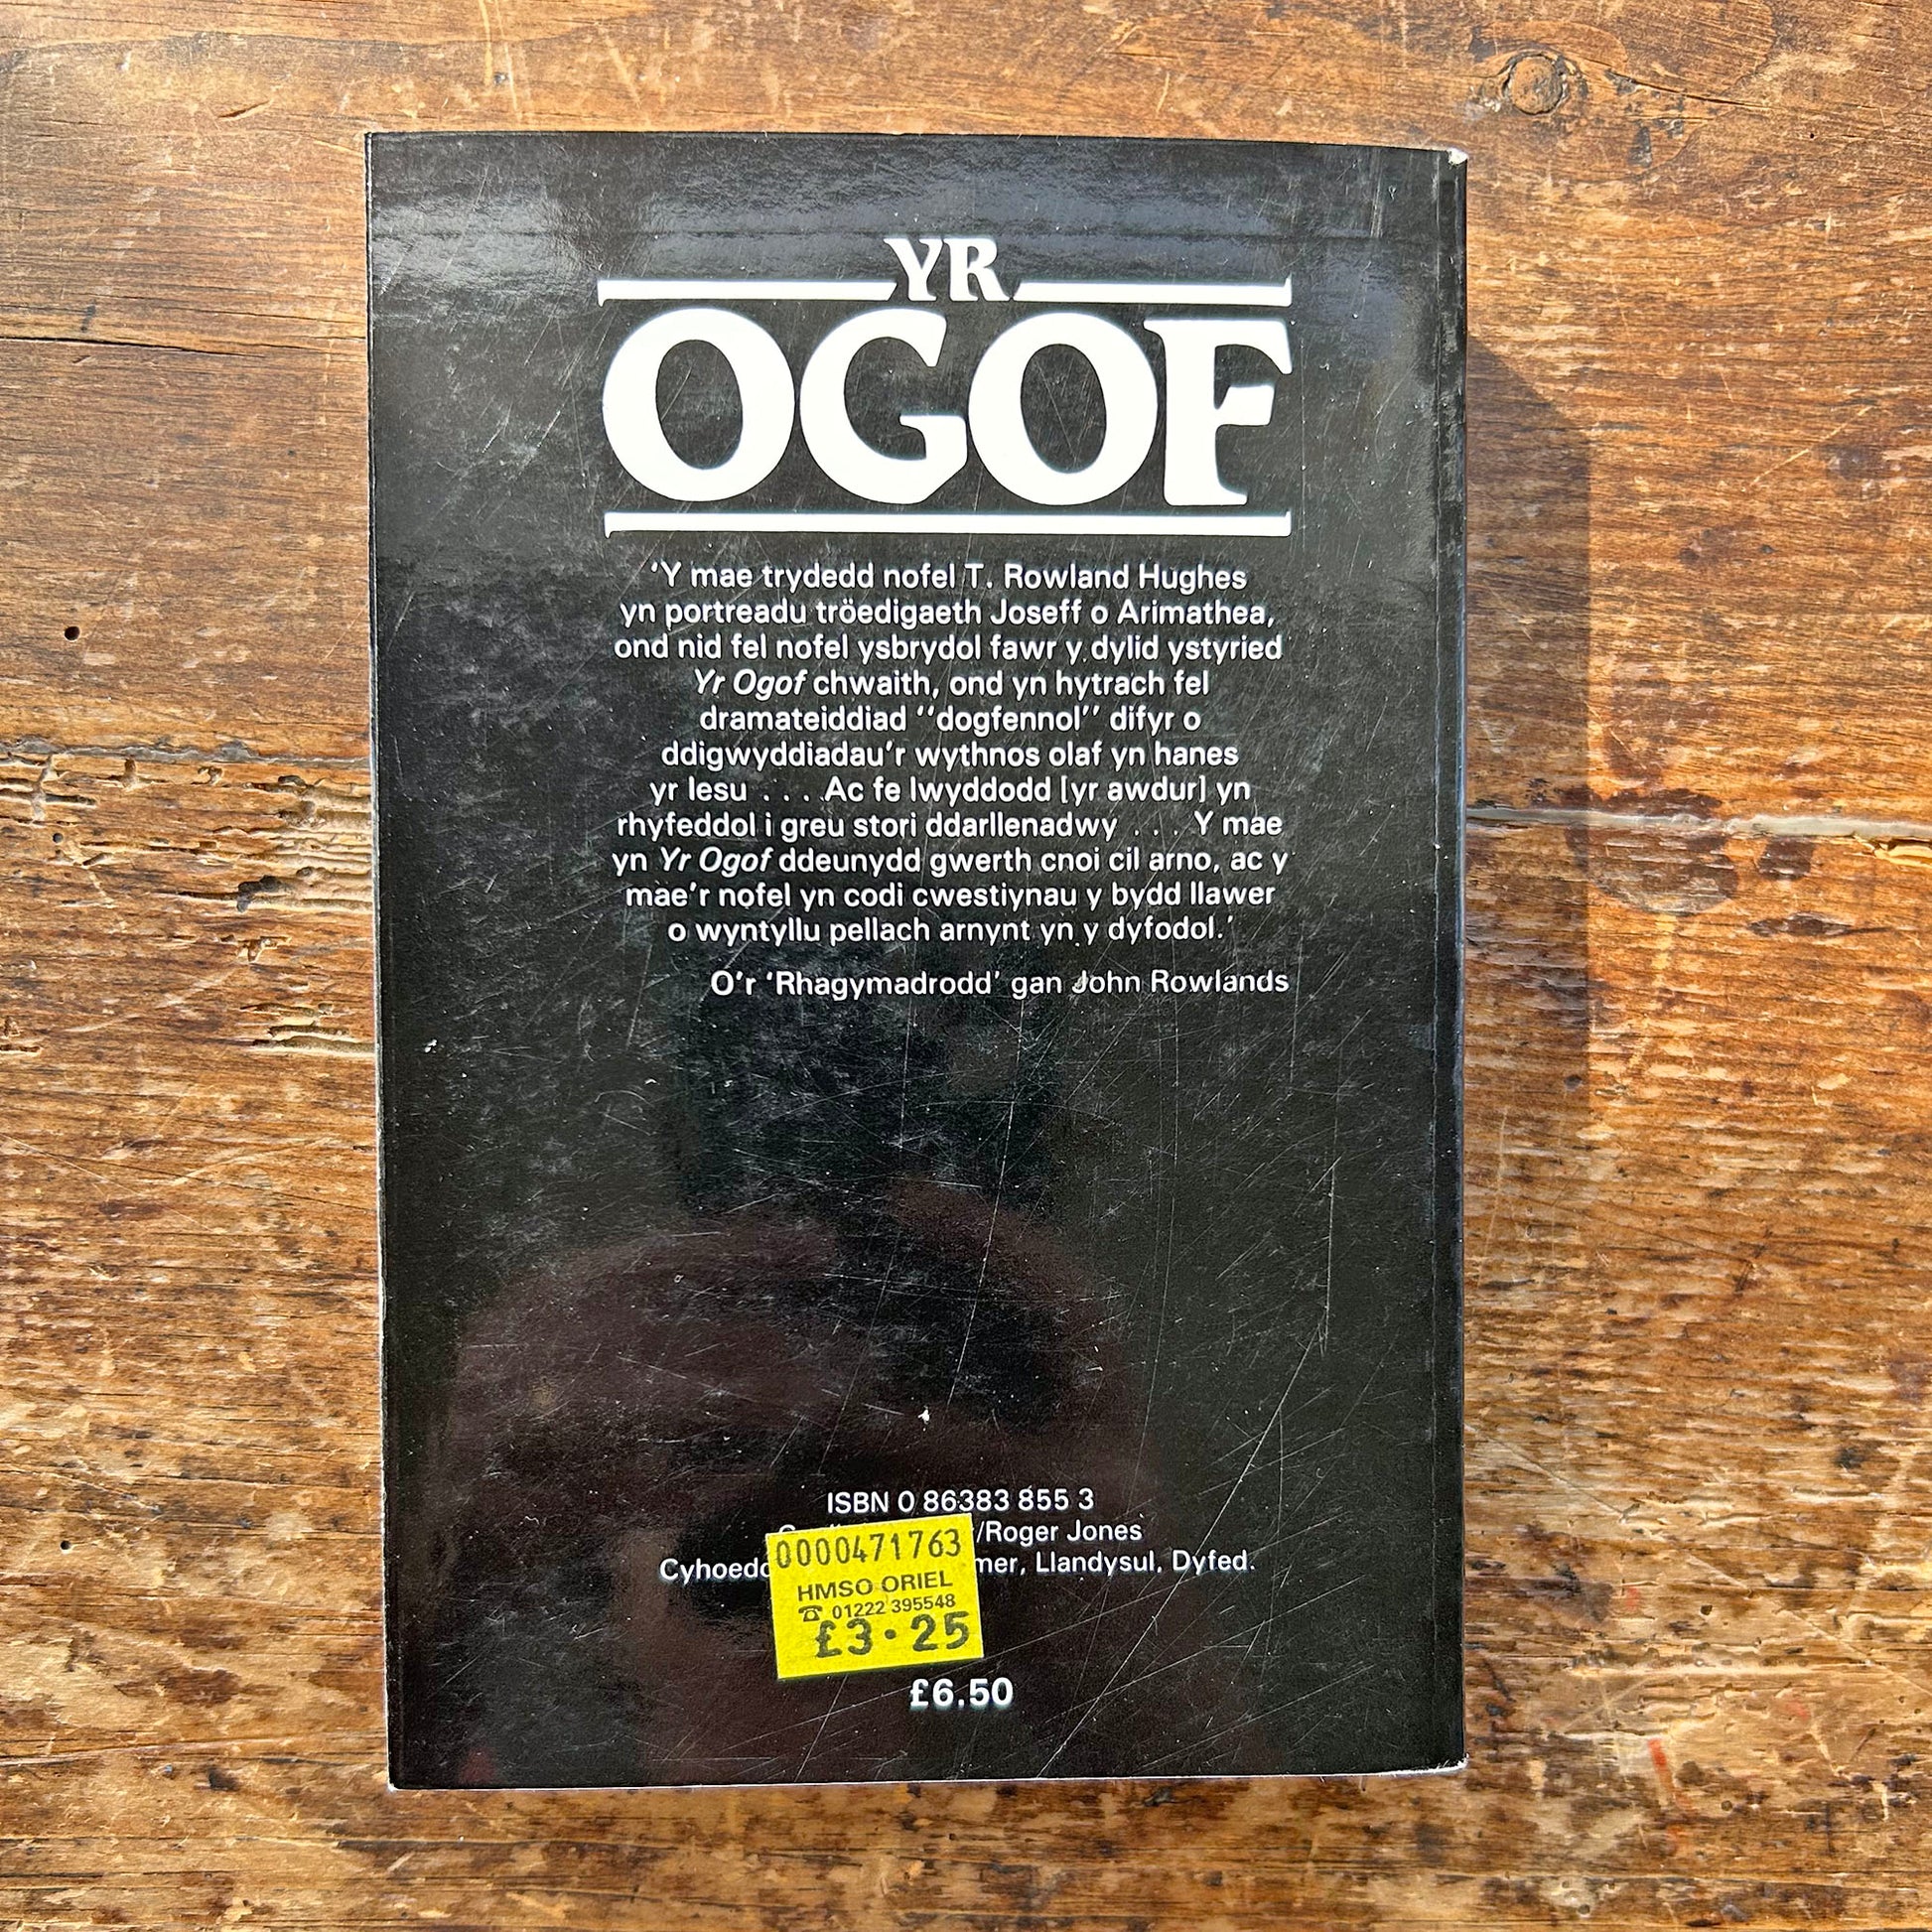 YR
OGOF
‘Y mae trydedd nofel T. Rowland Hughes
yn portreadu tröedigaeth Joseff o Arimathea,
ond nid fel nofel ysbrydol fawr y dylid ystyried
Yr Ogof chwaith, ond yn hytrach fel
dramateiddiad ‘‘dogfennol’’ difyr o
ddigwyddiadau’r wythnos olaf yn hanes
yr Iesu . . . Ac fe lwyddodd [yr awdur] yn
rhyfeddol i greu stori ddarllenadwy . . . Y mae
yn Yr Ogof ddeunydd gwerth cnoi cil arno, ac y
mae’r nofel yn codi cwestiynau y bydd llawer
o wyntyllu pellach arnynt yn y dyfodol.’
O’r ‘Rhagymadrodd’ gan John Rowlands
ISBN 0 86383 855 3
/Roger Jones
Llandysul, Dyfed.
0000471763
HMSO ORIEL
☎ 01222 395548
£3.25
£6.50